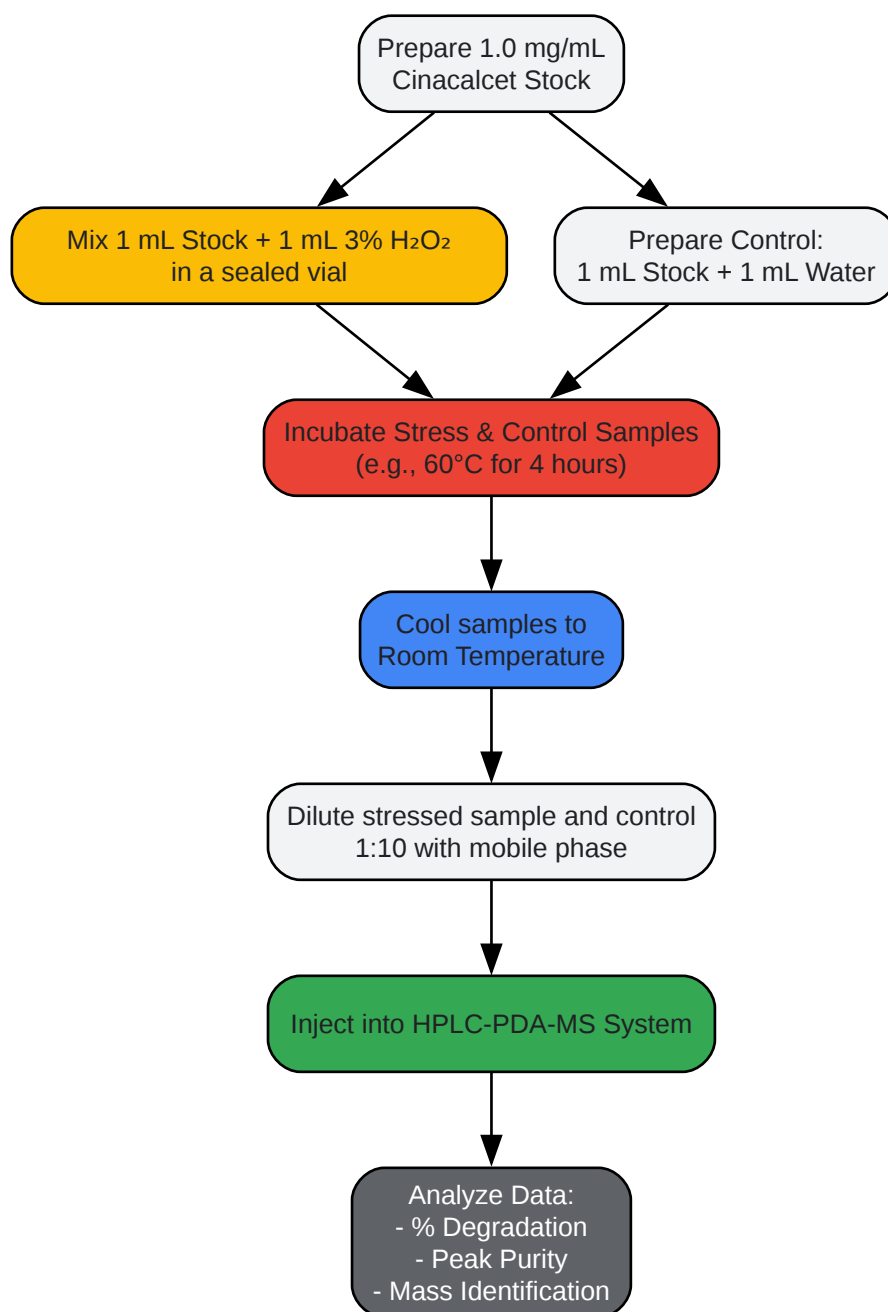 Prepare 1.0 mg/mL
Cinacalcet Stock
Mix 1 mL Stock + 1 mL 3% H₂O₂
in a sealed vial
Prepare Control:
1 mL Stock + 1 mL Water
Incubate Stress & Control Samples
(e.g., 60°C for 4 hours)
Cool samples to
Room Temperature
Dilute stressed sample and control
1:10 with mobile phase
Inject into HPLC-PDA-MS System
Analyze Data:
- % Degradation
- Peak Purity
- Mass Identification